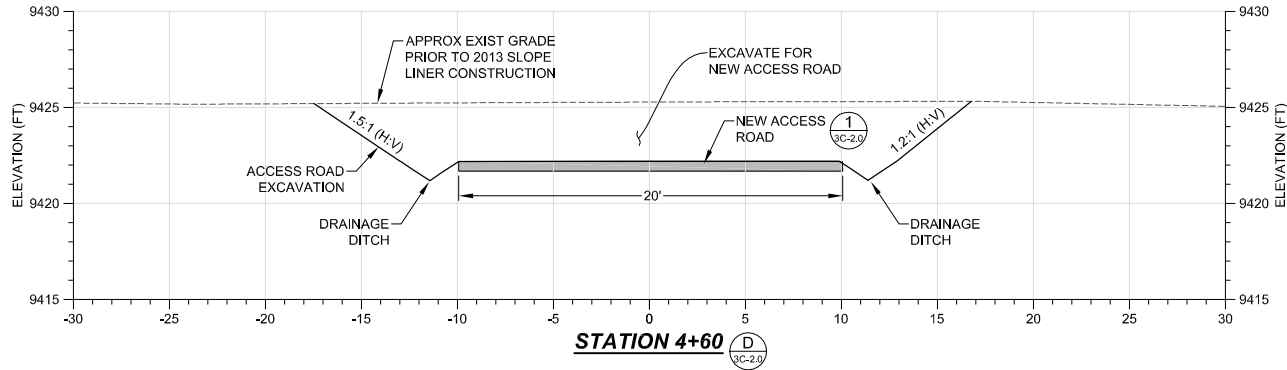 9430
9430
APPROX EXIST GRADE
PRIOR TO 2013 SLOPE
LINER CONSTRUCTION
EXCAVATE FOR
NEW ACCESS ROAD
9425
9425
1.5:1 (H:V)
1.2:1 (H:V)
NEW ACCESS
ROAD
1
3C-2.0
ELEVATION (FT)
ELEVATION (FT)
ACCESS ROAD
EXCAVATION
9420
9420
20'
DRAINAGE
DITCH
DRAINAGE
DITCH
9415
9415
-30
-25
-20
-15
-10
-5
0
5
10
15
20
25
30
STATION 4+60
D
3C-2.0